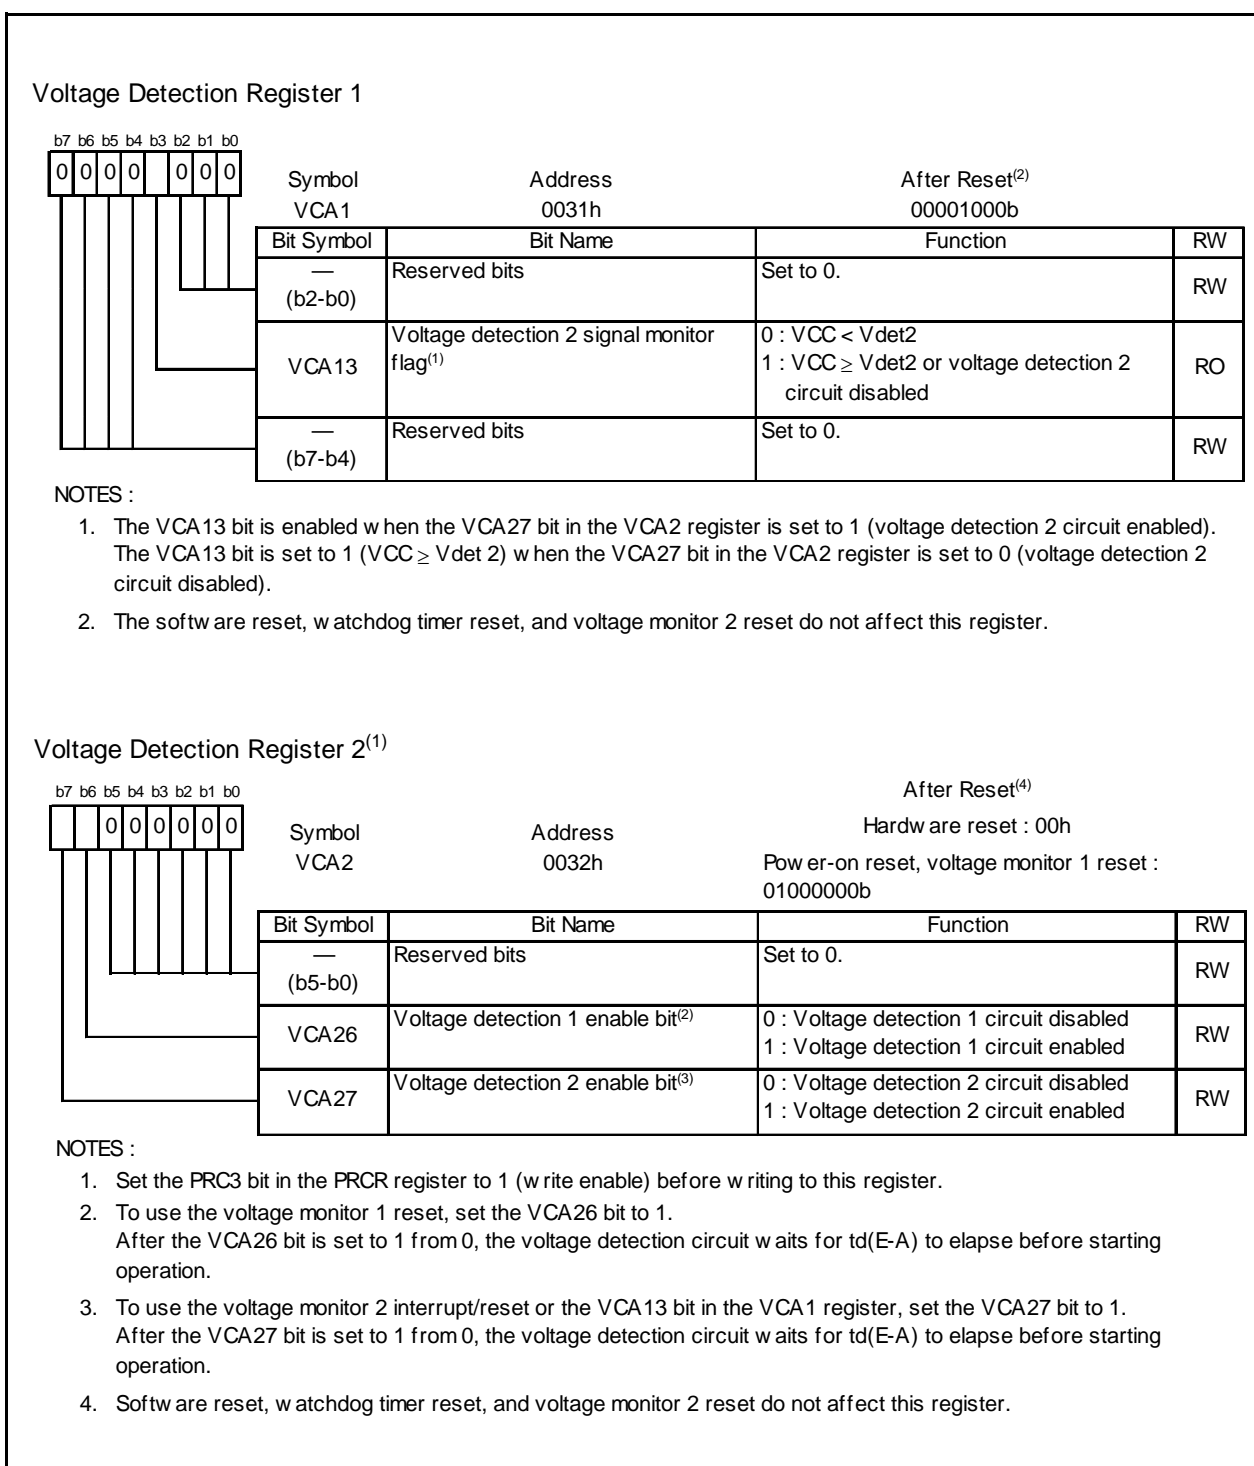 Voltage Detection Register 1
b7 b6 b5 b4 b3 b2 b1 b0
0 0 0 0 0 0 0
Symbol Address After Reset(2)
VCA1 0031h 00001000b
Bit Symbol Bit Name Function RW
— (b2-b0) Reserved bits Set to 0. RW
VCA13 Voltage detection 2 signal monitor flag(1) 0 : VCC < Vdet2
1 : VCC ≥ Vdet2 or voltage detection 2
circuit disabled RO
— (b7-b4) Reserved bits Set to 0. RW
NOTES :
1. The VCA13 bit is enabled when the VCA27 bit in the VCA2 register is set to 1 (voltage detection 2 circuit enabled).
The VCA13 bit is set to 1 (VCC ≥ Vdet 2) when the VCA27 bit in the VCA2 register is set to 0 (voltage detection 2
circuit disabled).
2. The software reset, watchdog timer reset, and voltage monitor 2 reset do not affect this register.
Voltage Detection Register 2(1)
b7 b6 b5 b4 b3 b2 b1 b0
0 0 0 0 0 0
After Reset(4)
Symbol Address Hardware reset : 00h
VCA2 0032h Power-on reset, voltage monitor 1 reset :
01000000b
Bit Symbol Bit Name Function RW
— (b5-b0) Reserved bits Set to 0. RW
VCA26 Voltage detection 1 enable bit(2) 0 : Voltage detection 1 circuit disabled
1 : Voltage detection 1 circuit enabled RW
VCA27 Voltage detection 2 enable bit(3) 0 : Voltage detection 2 circuit disabled
1 : Voltage detection 2 circuit enabled RW
NOTES :
1. Set the PRC3 bit in the PRCR register to 1 (write enable) before writing to this register.
2. To use the voltage monitor 1 reset, set the VCA26 bit to 1.
After the VCA26 bit is set to 1 from 0, the voltage detection circuit waits for td(E-A) to elapse before starting
operation.
3. To use the voltage monitor 2 interrupt/reset or the VCA13 bit in the VCA1 register, set the VCA27 bit to 1.
After the VCA27 bit is set to 1 from 0, the voltage detection circuit waits for td(E-A) to elapse before starting
operation.
4. Software reset, watchdog timer reset, and voltage monitor 2 reset do not affect this register.